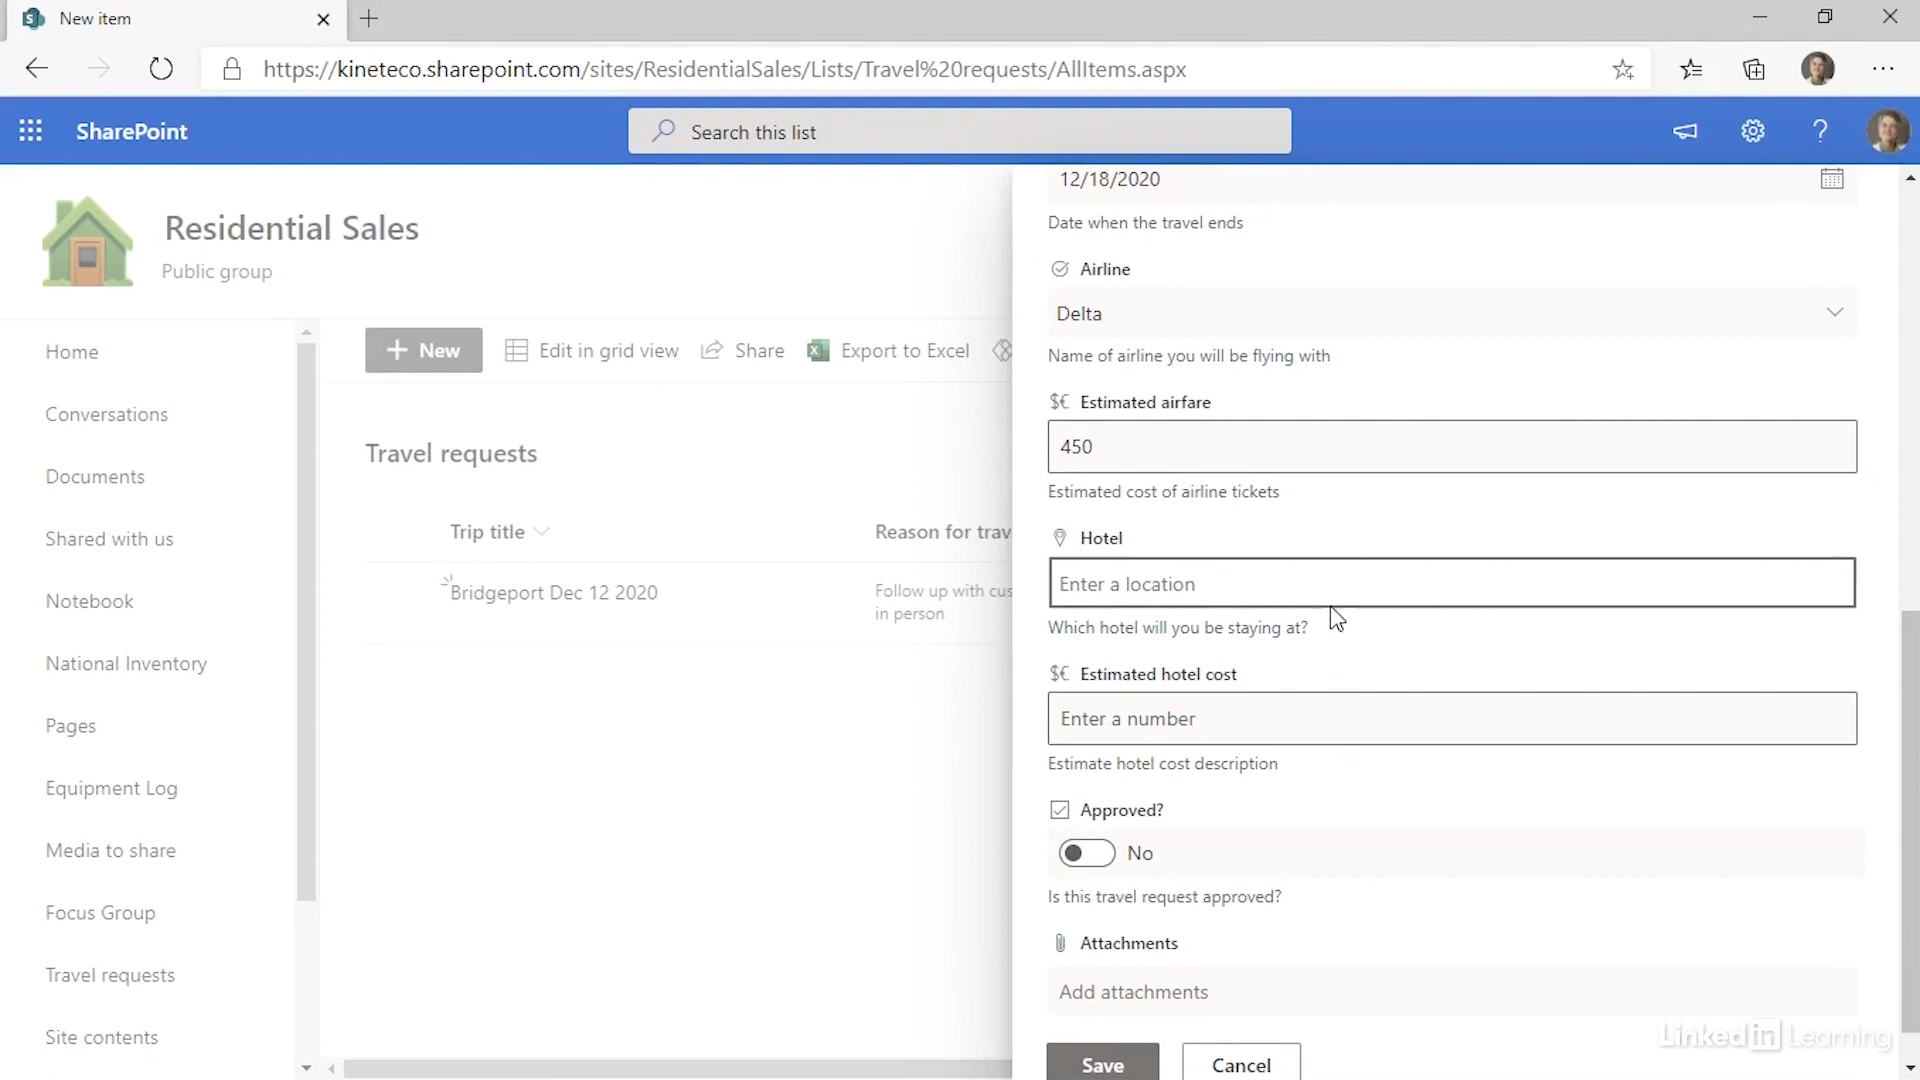 New item
https://kineteco.sharepoint.com/sites/ResidentialSales/Lists/Travel%20requests/AllItems.aspx
SharePoint
Search this list
Residential Sales
Public group
Home
Conversations
Documents
Shared with us
Notebook
National Inventory
Pages
Equipment Log
Media to share
Focus Group
Travel requests
Site contents
New
Edit in grid view
Share
Export to Excel
Travel requests
Trip title
Reason for trav
Bridgeport Dec 12 2020
Follow up with cus
in person
12/18/2020
Date when the travel ends
Airline
Delta
Name of airline you will be flying with
Estimated airfare
450
Estimated cost of airline tickets
Hotel
Enter a location
Which hotel will you be staying at?
Estimated hotel cost
Enter a number
Estimate hotel cost description
Approved?
No
Is this travel request approved?
Attachments
Add attachments
Save
Cancel
Linked in Learning